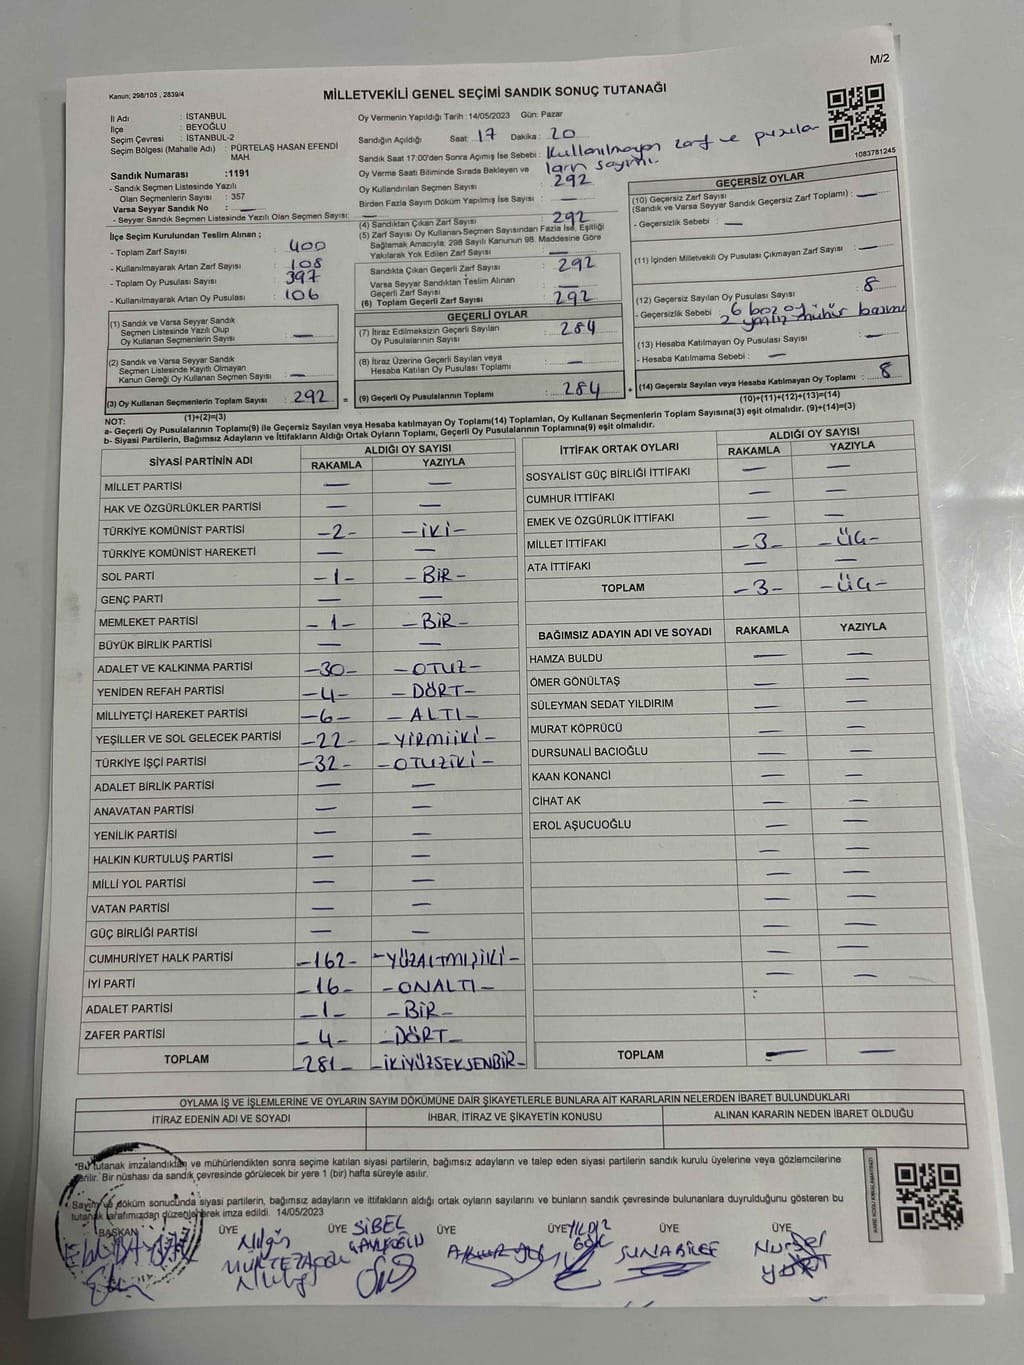 M/2
Kanun; 298/105 , 2839/4
MİLLETVEKİLİ GENEL SEÇİMİ SANDIK SONUÇ TUTANAĞI
İl Adı : İSTANBUL
İlçe : BEYOĞLU
Seçim Çevresi : İSTANBUL-2
Seçim Bölgesi (Mahalle Adı) : PÜRTELAŞ HASAN EFENDİ MAH.
Sandık Numarası :1191
- Sandık Seçmen Listesinde Yazılı
Olan Seçmenlerin Sayısı : 357
Varsa Seyyar Sandık No : —
- Seyyar Sandık Seçmen Listesinde Yazılı Olan Seçmen Sayısı: —
İlçe Seçim Kurulundan Teslim Alınan ;
- Toplam Zarf Sayısı : 400
- Kullanılmayarak Artan Zarf Sayısı : 108
- Toplam Oy Pusulası Sayısı : 397
- Kullanılmayarak Artan Oy Pusulası : 106
(1) Sandık ve Varsa Seyyar Sandık
Seçmen Listesinde Yazılı Olup
Oy Kullanan Seçmenlerin Sayısı : —
(2) Sandık ve Varsa Seyyar Sandık
Seçmen Listesinde Kayıtlı Olmayan
Kanun Gereği Oy Kullanan Seçmen Sayısı : —
(3) Oy Kullanan Seçmenlerin Toplam Sayısı : 292 =
(1)+(2)=(3)
Oy Vermenin Yapıldığı Tarih : 14/05/2023 Gün: Pazar
Sandığın Açıldığı Saat: 17 Dakika: 20
Sandık Saat 17:00'den Sonra Açımış İse Sebebi : Kullanılmayan zarf ve pusula
ların sayımı.
Oy Verme Saati Bitiminde Sırada Bekleyen ve
Oy Kullandırılan Seçmen Sayısı : 292
Birden Fazla Sayım Döküm Yapılmış İse Sayısı : —
(4) Sandıktan Çıkan Zarf Sayısı : 292
(5) Zarf Sayısı Oy Kullanan Seçmen Sayısından Fazla İse, Eşitliği
Sağlamak Amacıyla, 298 Sayılı Kanunun 98. Maddesine Göre
Yakılarak Yok Edilen Zarf Sayısı : —
Sandıkta Çıkan Geçerli Zarf Sayısı : 292
Varsa Seyyar Sandıktan Teslim Alınan
Geçerli Zarf Sayısı : —
(6) Toplam Geçerli Zarf Sayısı : 292
GEÇERLİ OYLAR
(7) İtiraz Edilmeksizin Geçerli Sayılan
Oy Pusulasının Sayısı : 284
(8) İtiraz Üzerine Geçerli Sayılan veya
Hesaba Katılan Oy Pusulası Toplamı : —
(9) Geçerli Oy Pusulalarının Toplamı : 284 +
1083781245
GEÇERSİZ OYLAR
(10) Geçersiz Zarf Sayısı
(Sandık ve Varsa Seyyar Sandık Geçersiz Zarf Toplamı) : —
- Geçersizlik Sebebi : —
(11) İçinden Milletvekili Oy Pusulası Çıkmayan Zarf Sayısı : —
(12) Geçersiz Sayılan Oy Pusulası Sayısı : 8
- Geçersizlik Sebebi : 6 boz oy
2 yanlış mühür basımı
(13) Hesaba Katılmayan Oy Pusulası Sayısı : —
- Hesaba Katılmama Sebebi : —
(14) Geçersiz Sayılan veya Hesaba Katılmayan Oy Toplamı : 8
(10)+(11)+(12)+(13)=(14)
NOT:
a- Geçerli Oy Pusulalarının Toplamı(9) ile Geçersiz Sayılan veya Hesaba katılmayan Oy Toplamı(14) Toplamları, Oy Kullanan Seçmenlerin Toplam Sayısına(3) eşit olmalıdır. (9)+(14)=(3)
b- Siyasi Partilerin, Bağımsız Adayların ve İttifakların Aldığı Ortak Oyların Toplamı, Geçerli Oy Pusulalarının Toplamına(9) eşit olmalıdır.
SİYASİ PARTİNİN ADI ALDIĞI OY SAYISI
RAKAMLA YAZIYLA
MİLLET PARTİSİ — —
HAK VE ÖZGÜRLÜKLER PARTİSİ — —
TÜRKİYE KOMÜNİST PARTİSİ -2- -İKİ-
TÜRKİYE KOMÜNİST HAREKETİ — —
SOL PARTİ -1- -BİR-
GENÇ PARTİ — —
MEMLEKET PARTİSİ -1- -BİR-
BÜYÜK BİRLİK PARTİSİ — —
ADALET VE KALKINMA PARTİSİ -30- -OTUZ-
YENİDEN REFAH PARTİSİ -4- -DÖRT-
MİLLİYETÇİ HAREKET PARTİSİ -6- -ALTI-
YEŞİLLER VE SOL GELECEK PARTİSİ -22- -YİRMİİKİ-
TÜRKİYE İŞÇİ PARTİSİ -32- -OTUZİKİ-
ADALET BİRLİK PARTİSİ — —
ANAVATAN PARTİSİ — —
YENİLİK PARTİSİ — —
HALKIN KURTULUŞ PARTİSİ — —
MİLLİ YOL PARTİSİ — —
VATAN PARTİSİ — —
GÜÇ BİRLİĞİ PARTİSİ — —
CUMHURİYET HALK PARTİSİ -162- -YÜZALTMIŞİKİ-
İYİ PARTİ -16- -ONALTI-
ADALET PARTİSİ -1- -BİR-
ZAFER PARTİSİ -4- -DÖRT-
TOPLAM -281- -İKİYÜZSEKSENBİR-
İTTİFAK ORTAK OYLARI ALDIĞI OY SAYISI
RAKAMLA YAZIYLA
SOSYALİST GÜÇ BİRLİĞİ İTTİFAKI — —
CUMHUR İTTİFAKI — —
EMEK VE ÖZGÜRLÜK İTTİFAKI — —
MİLLET İTTİFAKI -3- -ÜÇ-
ATA İTTİFAKI — —
TOPLAM -3- -ÜÇ-
BAĞIMSIZ ADAYIN ADI VE SOYADI RAKAMLA YAZIYLA
HAMZA BULDU — —
ÖMER GÖNÜLTAŞ — —
SÜLEYMAN SEDAT YILDIRIM — —
MURAT KÖPRÜCÜ — —
DURSUNALİ BACIOĞLU — —
KAAN KONANCİ — —
CİHAT AK — —
EROL AŞUCUOĞLU — —
TOPLAM — —
OYLAMA İŞ VE İŞLEMLERİNE VE OYLARIN SAYIM DÖKÜMÜNE DAİR ŞİKAYETLERLE BUNLARA AİT KARARLARIN NELERDEN İBARET BULUNDUKLARI
İTİRAZ EDENİN ADI VE SOYADI İHBAR, İTİRAZ VE ŞİKAYETİN KONUSU ALINAN KARARIN NEDEN İBARET OLDUĞU
*Bu tutanak imzalandıktan ve mühürlendikten sonra seçime katılan siyasi partilerin, bağımsız adayların ve talep eden siyasi partilerin sandık kurulu üyelerine veya gözlemcilerine
verilir. Bir nüshası da sandık çevresinde görülecek bir yere 1 (bir) hafta süreyle asılır.
Sayım ve döküm sonucunda siyasi partilerin, bağımsız adayların ve ittifakların aldığı ortak oyların sayılarını ve bunların sandık çevresinde bulunanlara duyrulduğunu gösteren bu
tutanak tarafımızdan düzenlenerek imza edildi. 14/05/2023
BAŞKAN ÜYE ÜYE ÜYE ÜYE ÜYE ÜYE
Nilgün
SİBEL
YILDIZ
GÖK
SUNA BİLGE
Nurser
YURT